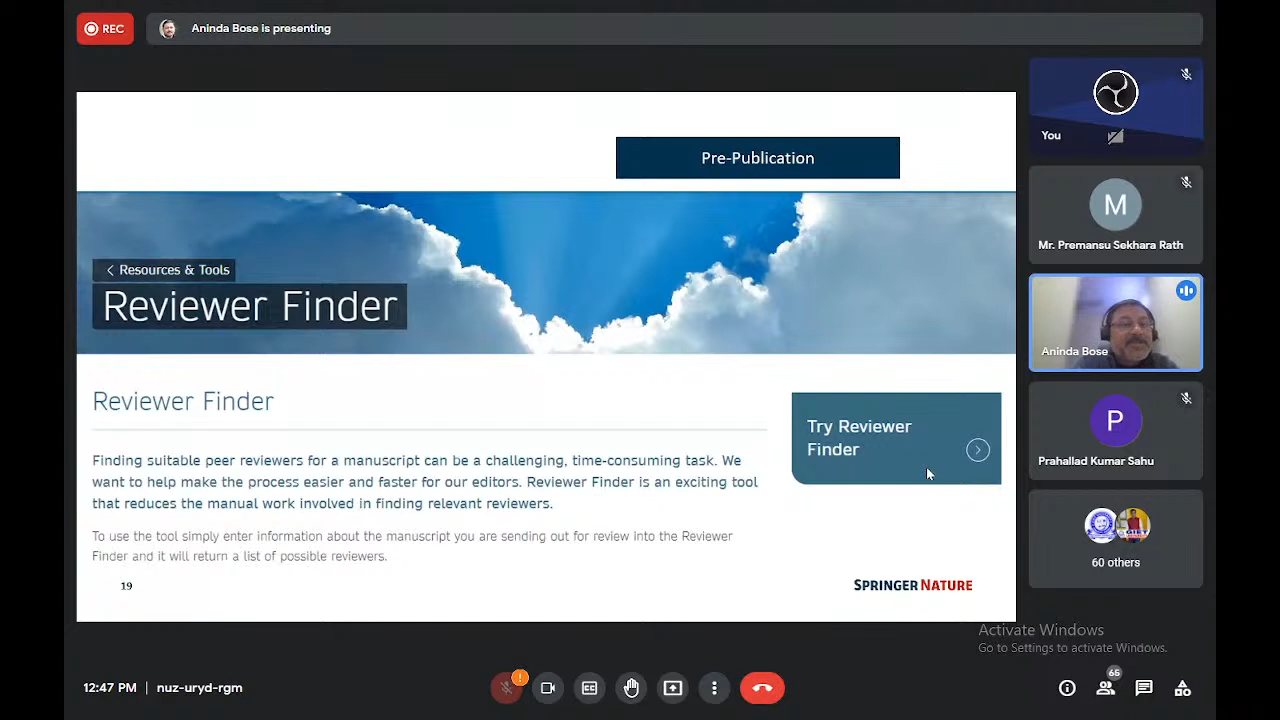 REC
Aninda Bose is presenting
Pre-Publication
Resources & Tools
Reviewer Finder
Reviewer Finder
Finding suitable peer reviewers for a manuscript can be a challenging, time-consuming task. We
want to help make the process easier and faster for our editors. Reviewer Finder is an exciting tool
that reduces the manual work involved in finding relevant reviewers.
To use the tool simply enter information about the manuscript you are sending out for review into the Reviewer
Finder and it will return a list of possible reviewers.
Try Reviewer
Finder
19
SPRINGER NATURE
You
M
Mr. Premansu Sekhara Rath
Aninda Bose
P
Prahallad Kumar Sahu
GIET
60 others
Activate Windows
Go to Settings to activate Windows.
12:47 PM | nuz-uryd-rgm
!
CC
65